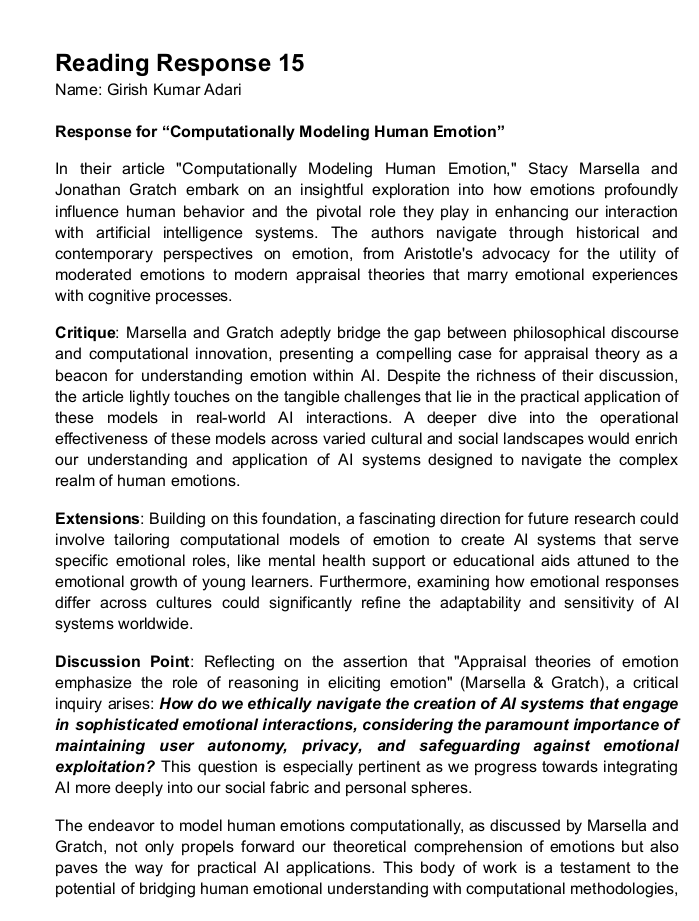 Reading Response 15
Name: Girish Kumar Adari
Response for “Computationally Modeling Human Emotion”
In their article "Computationally Modeling Human Emotion," Stacy Marsella and
Jonathan Gratch embark on an insightful exploration into how emotions profoundly
influence human behavior and the pivotal role they play in enhancing our interaction
with artificial intelligence systems. The authors navigate through historical and
contemporary perspectives on emotion, from Aristotle's advocacy for the utility of
moderated emotions to modern appraisal theories that marry emotional experiences
with cognitive processes.
Critique: Marsella and Gratch adeptly bridge the gap between philosophical discourse
and computational innovation, presenting a compelling case for appraisal theory as a
beacon for understanding emotion within AI. Despite the richness of their discussion,
the article lightly touches on the tangible challenges that lie in the practical application of
these models in real-world AI interactions. A deeper dive into the operational
effectiveness of these models across varied cultural and social landscapes would enrich
our understanding and application of AI systems designed to navigate the complex
realm of human emotions.
Extensions: Building on this foundation, a fascinating direction for future research could
involve tailoring computational models of emotion to create AI systems that serve
specific emotional roles, like mental health support or educational aids attuned to the
emotional growth of young learners. Furthermore, examining how emotional responses
differ across cultures could significantly refine the adaptability and sensitivity of AI
systems worldwide.
Discussion Point: Reflecting on the assertion that "Appraisal theories of emotion
emphasize the role of reasoning in eliciting emotion" (Marsella & Gratch), a critical
inquiry arises: How do we ethically navigate the creation of AI systems that engage
in sophisticated emotional interactions, considering the paramount importance of
maintaining user autonomy, privacy, and safeguarding against emotional
exploitation? This question is especially pertinent as we progress towards integrating
AI more deeply into our social fabric and personal spheres.
The endeavor to model human emotions computationally, as discussed by Marsella and
Gratch, not only propels forward our theoretical comprehension of emotions but also
paves the way for practical AI applications. This body of work is a testament to the
potential of bridging human emotional understanding with computational methodologies,